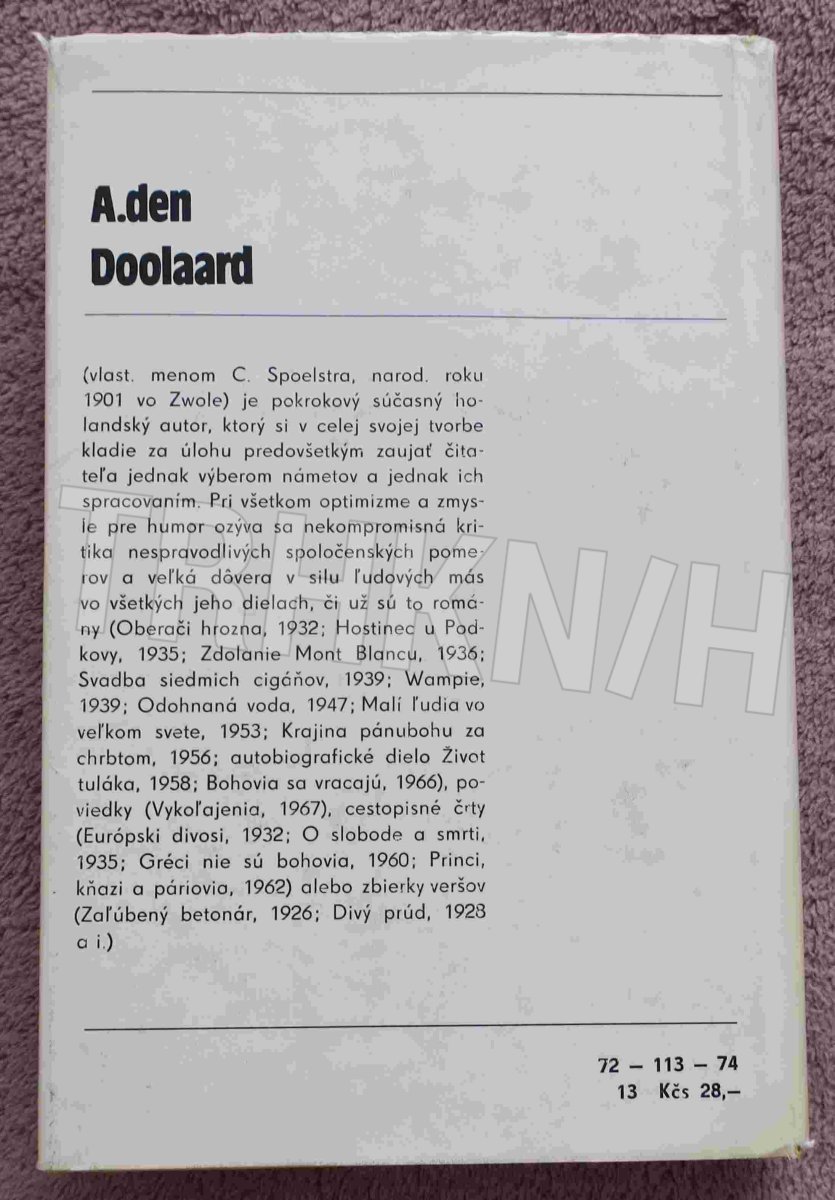 A.den
Doolaard
(vlast. menom C. Spoelstra, narod. roku
1901 vo Zwole) je pokrokový súčasný ho-
landský autor, ktorý si v celej svojej tvorbe
kladie za úlohu predovšetkým zaujať čita-
teľa jednak výberom námetov a jednak ich
spracovaním. Pri všetkom optimizme a zmys-
le pre humor ozýva sa nekompromisná kri-
tika nespravodlivých spoločenských pome-
rov a veľká dôvera v silu ľudových más
vo všetkých jeho dielach, či už sú to romá-
ny (Oberači hrozna, 1932; Hostinec u Pod-
kovy, 1935; Zdolanie Mont Blancu, 1936;
Svadba siedmich cigáňov, 1939; Wampie,
1939; Odohnaná voda, 1947; Malí ľudia vo
veľkom svete, 1953; Krajina pánubohu za
chrbtom, 1956; autobiografické dielo Život
tuláka, 1958; Bohovia sa vracajú, 1966), po-
viedky (Vykoľajenia, 1967), cestopisné črty
(Európski divosi, 1932; O slobode a smrti,
1935; Gréci nie sú bohovia, 1960; Princi,
kňazi a páriovia, 1962) alebo zbierky veršov
(Zaľúbený betonár, 1926; Divý prúd, 1928
a i.)
TRHKNIH
72 – 113 – 74
13 Kčs 28,–